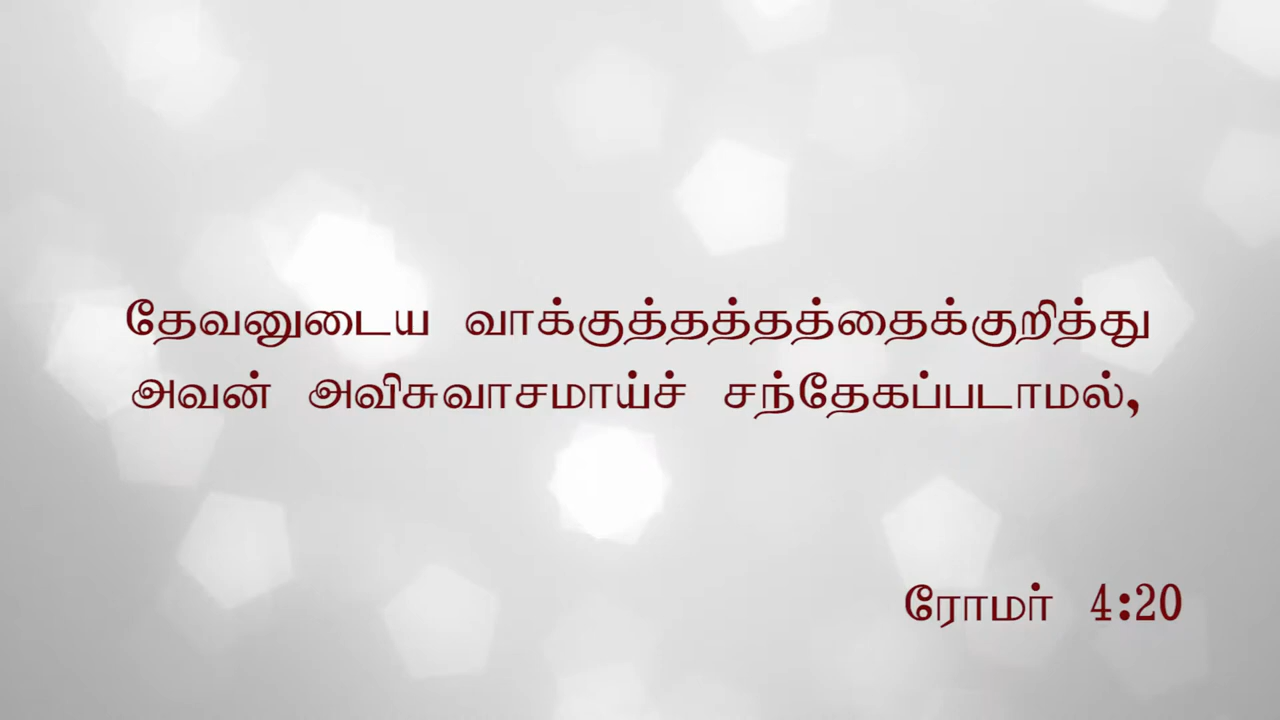 தேவனுடைய வாக்குத்தத்தத்தைக்குறித்து
அவன் அவிசுவாசமாய்ச் சந்தேகப்படாமல்,
ரோமர் 4:20